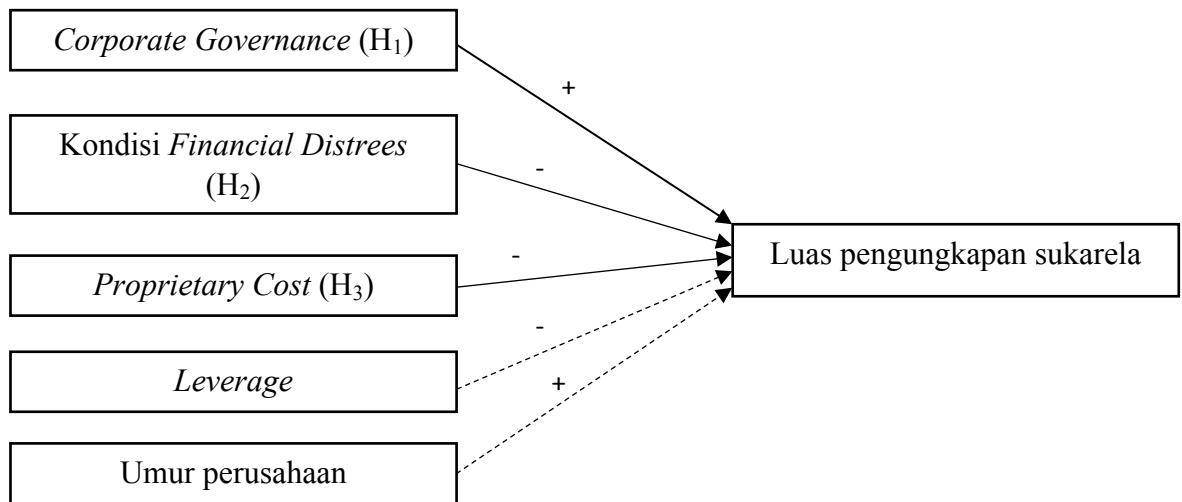 Corporate Governance (H₁)
+
Kondisi Financial Distrees
(H₂)
-
Luas pengungkapan sukarela
Proprietary Cost (H₃)
-
-
Leverage
+
Umur perusahaan